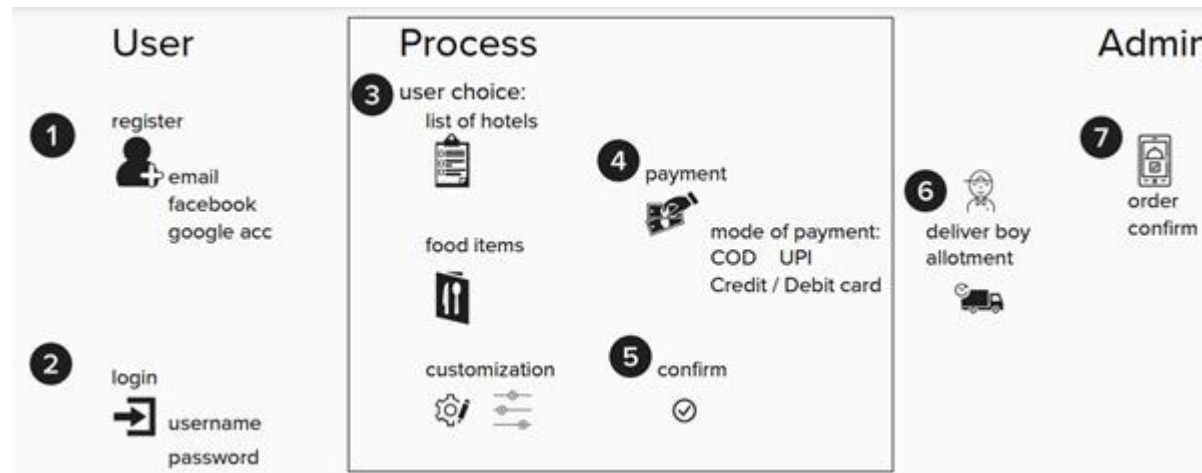 User
1
register
email
facebook
google acc
2
login
username
password
Process
3
user choice:
list of hotels
food items
customization
4
payment
mode of payment:
COD UPI
Credit / Debit card
5
confirm
6
deliver boy
allotment
Admin
7
order
confirm